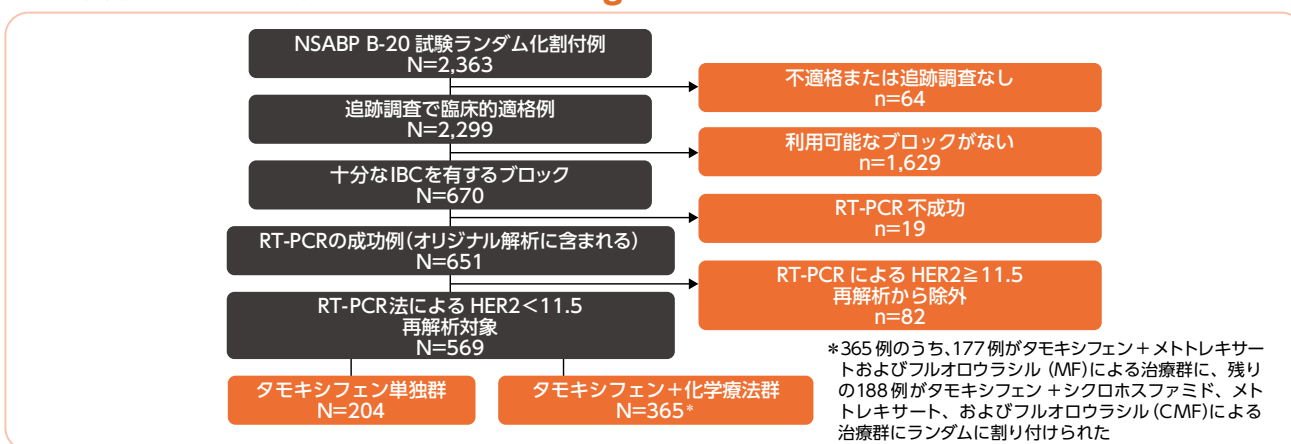 NSABP B-20 試験ランダム化割付例
N=2,363
不適格または追跡調査なし
n=64
追跡調査で臨床的適格例
N=2,299
利用可能なブロックがない
n=1,629
十分なIBCを有するブロック
N=670
RT-PCR 不成功
n=19
RT-PCRの成功例(オリジナル解析に含まれる)
N=651
RT-PCR による HER2≧11.5
再解析から除外
n=82
RT-PCR法による HER2<11.5
再解析対象
N=569
タモキシフェン単独群
N=204
タモキシフェン+化学療法群
N=365*
*365例のうち、177例がタモキシフェン+メトトレキサー
トおよびフルオロウラシル (MF)による治療群に、残り
の188例がタモキシフェン+シクロホスファミド、メト
トレキサート、およびフルオロウラシル(CMF)による
治療群にランダムに割り付けられた